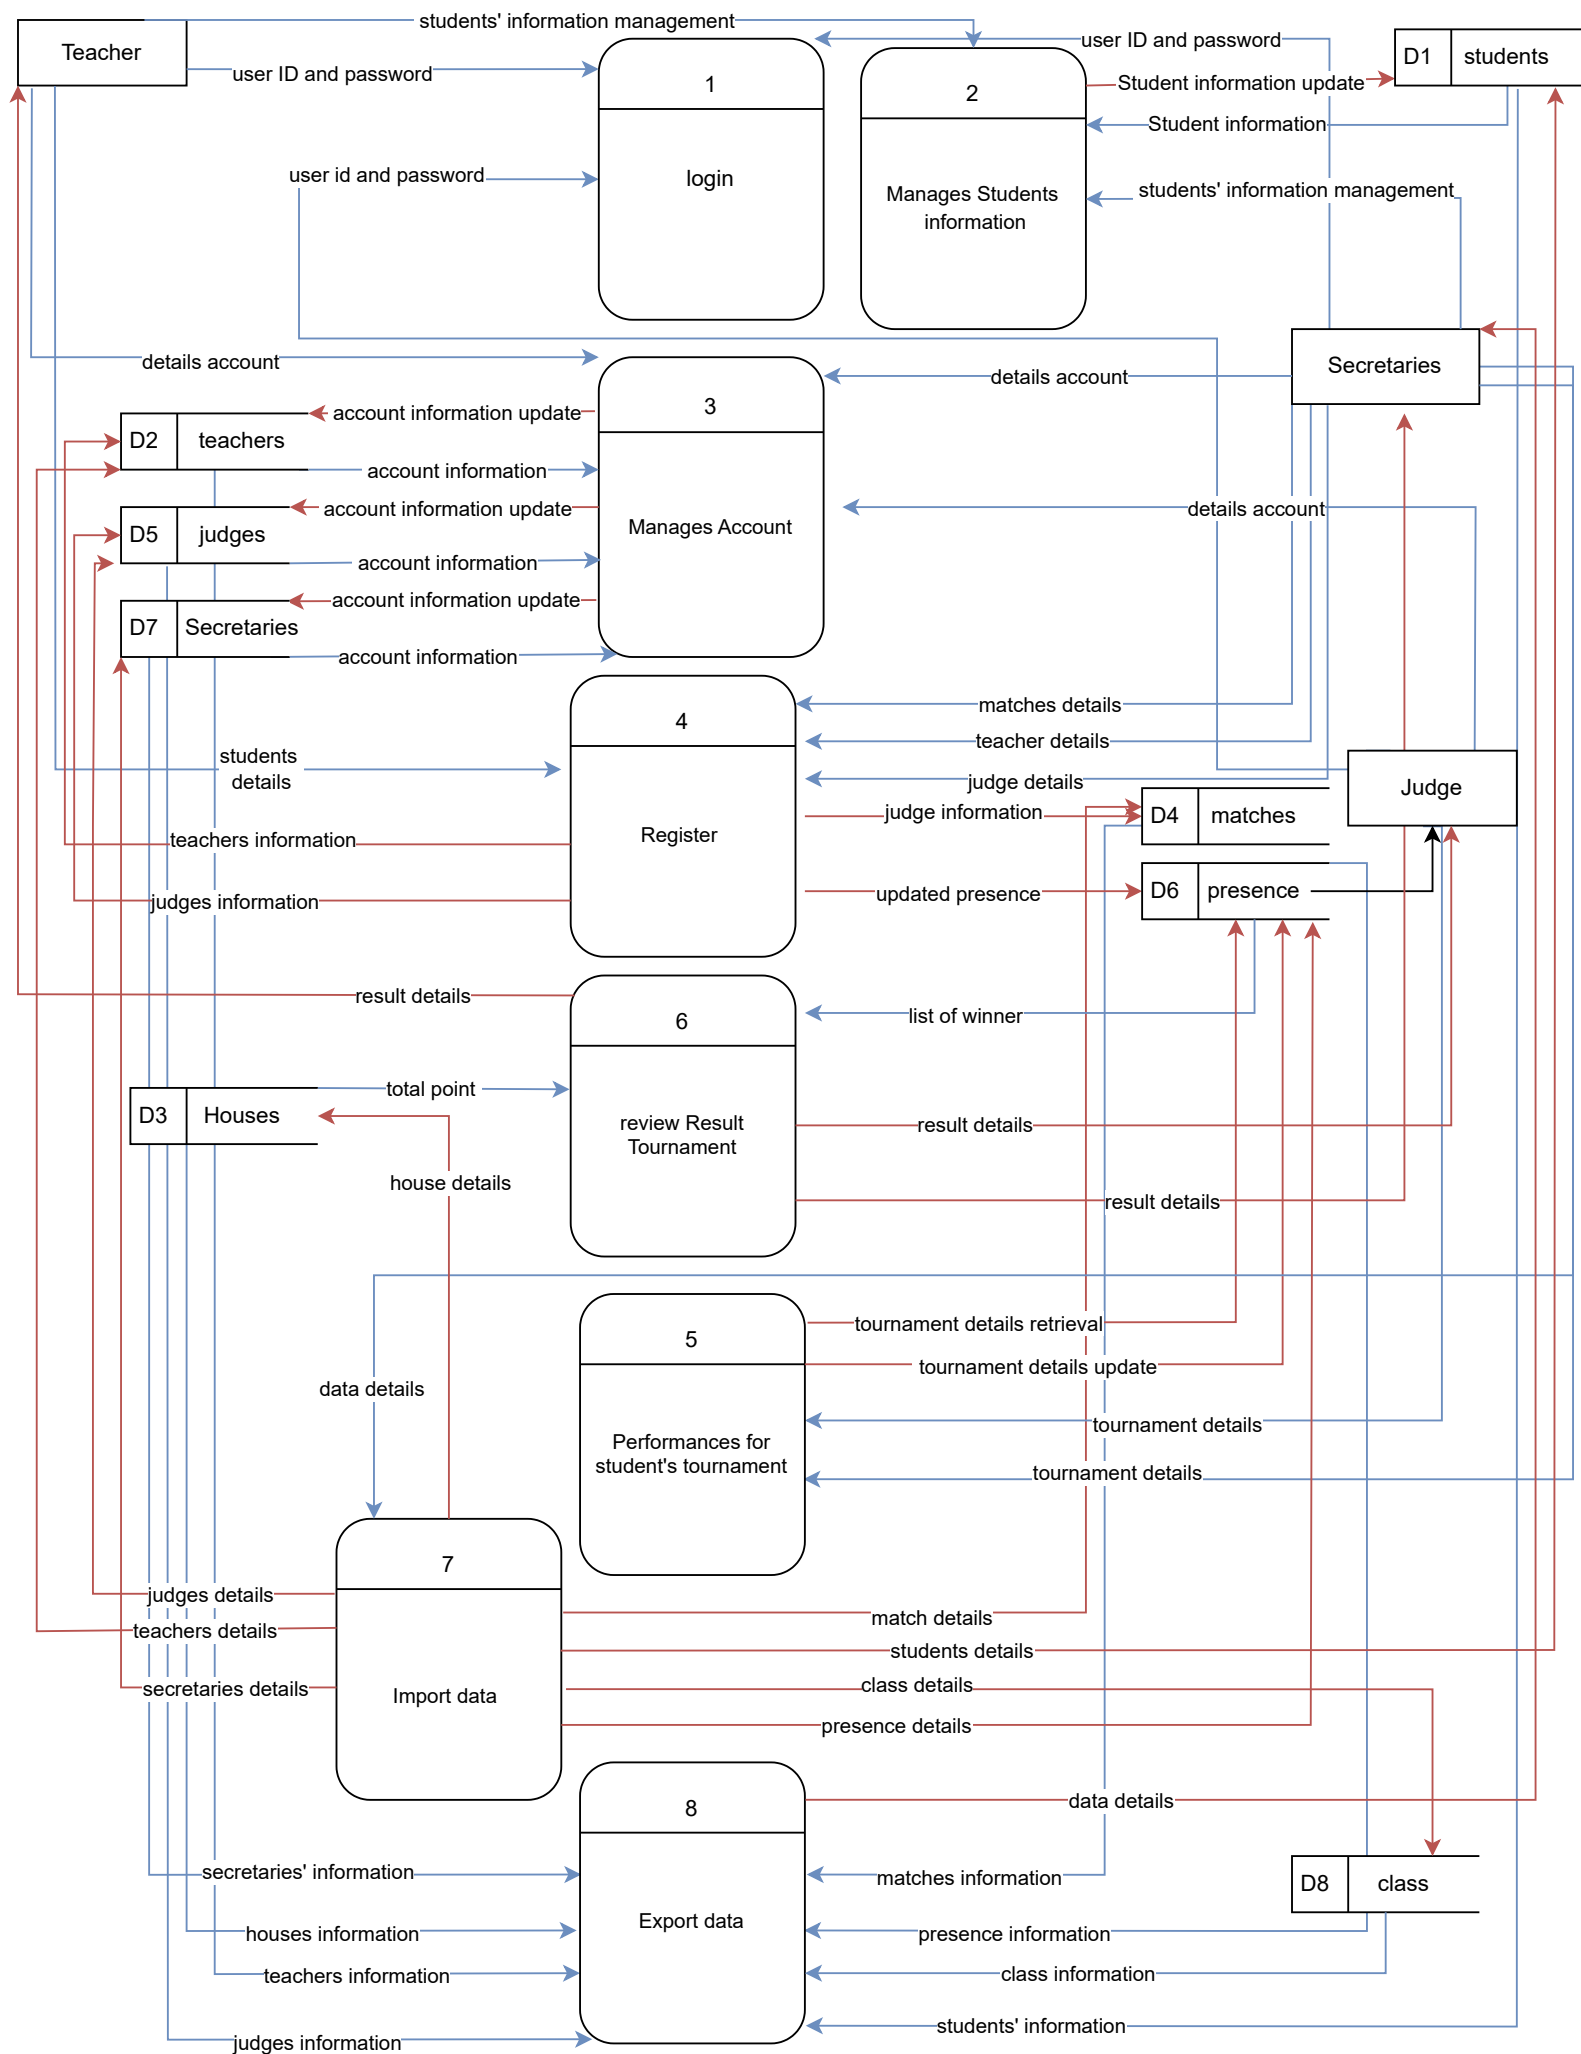 students' information management
Teacher
user ID and password
D1
students
user ID and password
1
2
Student information update
Student information
user id and password
login
Manages Students
information
students' information management
Secretaries
details account
details account
3
account information update
D2
teachers
account information
account information update
details account
Manages Account
D5
judges
account information
account information update
D7
Secretaries
account information
matches details
4
teacher details
students
details
judge details
Judge
judge information
D4
matches
Register
teachers information
updated presence
D6
presence
judges information
result details
list of winner
6
total point
D3
Houses
review Result
Tournament
result details
house details
result details
tournament details retrieval
5
tournament details update
data details
tournament details
Performances for
student's tournament
tournament details
7
judges details
match details
teachers details
students details
secretaries details
class details
Import data
presence details
data details
8
secretaries' information
matches information
D8
class
Export data
houses information
presence information
teachers information
class information
students' information
judges information